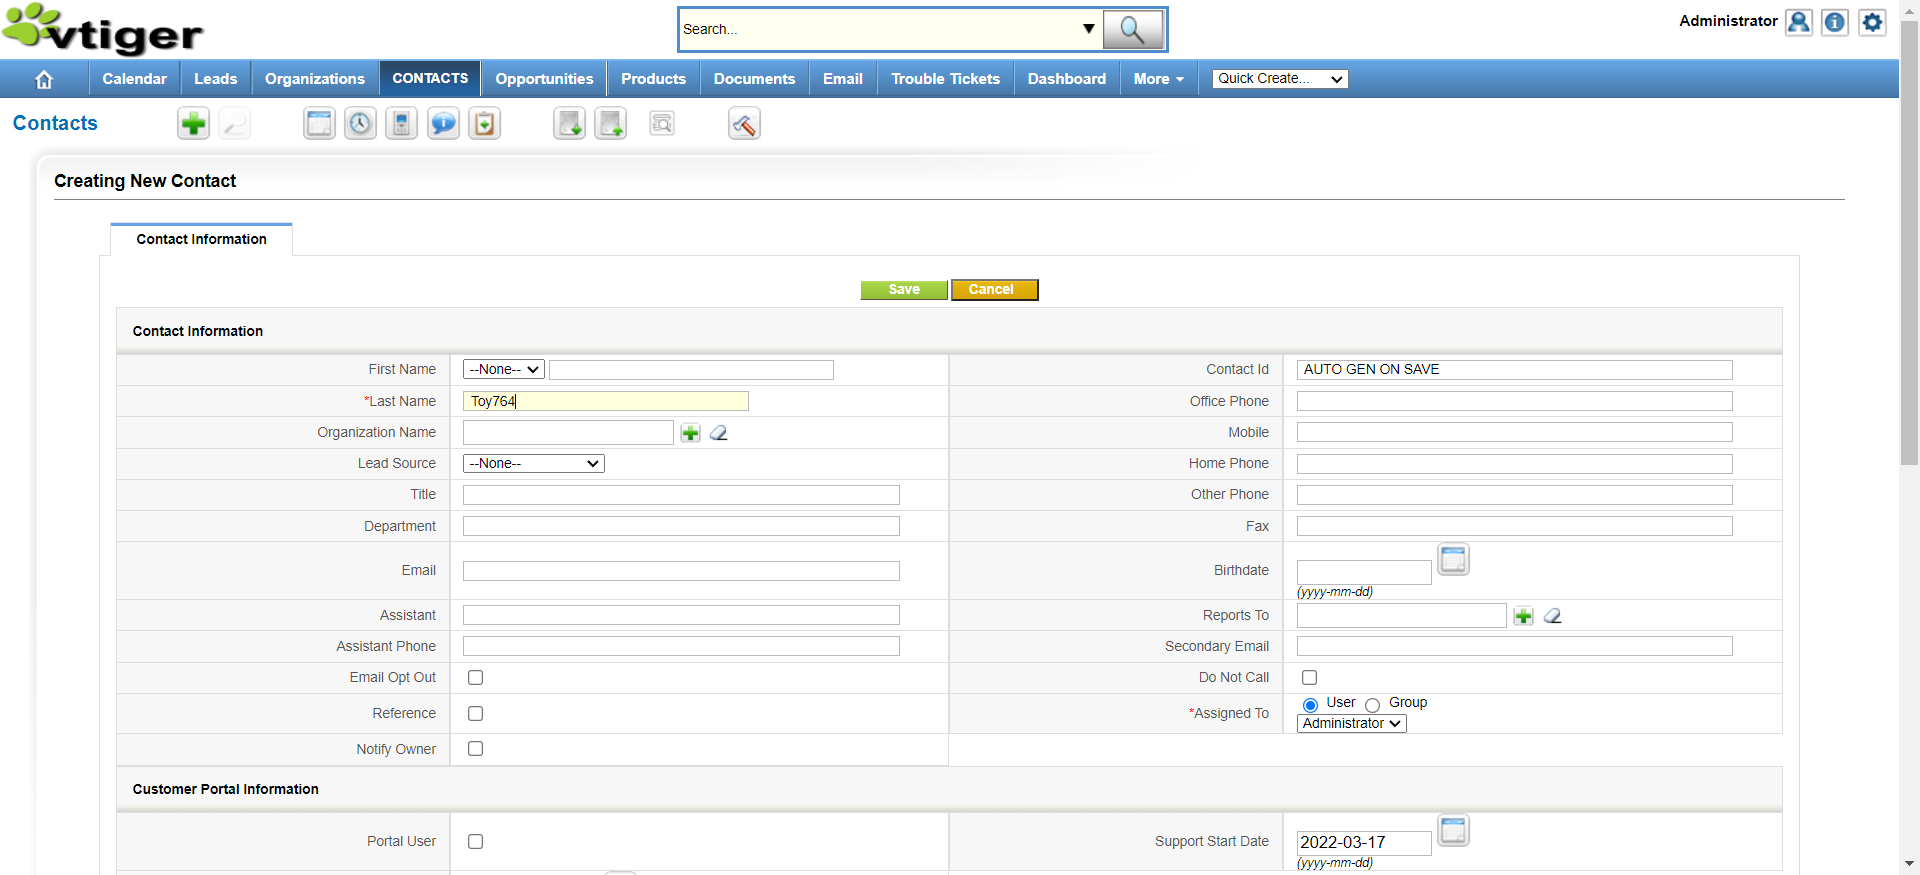 vtiger
Search...
Administrator
Calendar Leads Organizations CONTACTS Opportunities Products Documents Email Trouble Tickets Dashboard More Quick Create...
Contacts
Creating New Contact
Contact Information
Save Cancel
Contact Information
First Name --None-- Contact Id AUTO GEN ON SAVE
*Last Name Toy764 Office Phone
Organization Name Mobile
Lead Source --None-- Home Phone
Title Other Phone
Department Fax
Email Birthdate
(yyyy-mm-dd)
Assistant Reports To
Assistant Phone Secondary Email
Email Opt Out Do Not Call
Reference *Assigned To User Group
Administrator
Notify Owner
Customer Portal Information
Portal User Support Start Date 2022-03-17
(yyyy-mm-dd)